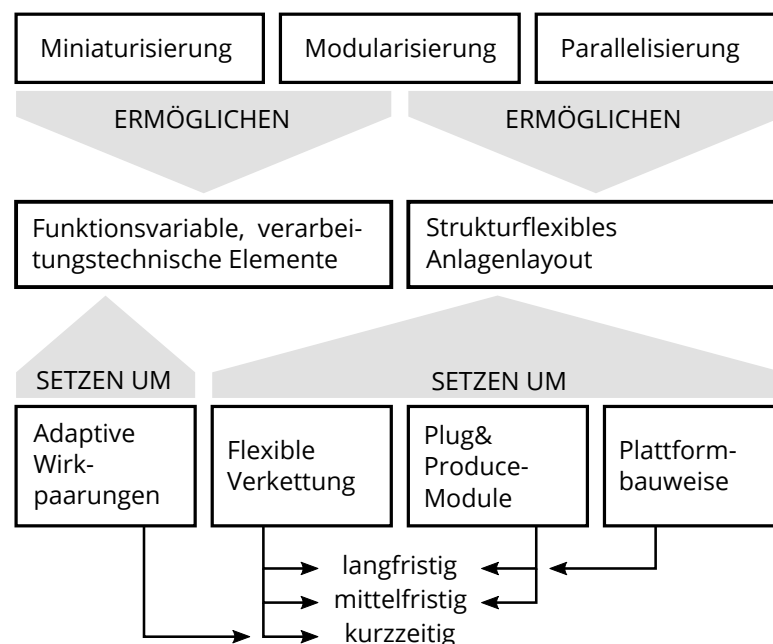 Miniaturisierung
Modularisierung
Parallelisierung
ERMÖGLICHEN
ERMÖGLICHEN
Funktionsvariable, verarbei-
tungstechnische Elemente
Strukturflexibles
Anlagenlayout
SETZEN UM
SETZEN UM
Adaptive
Wirk-
paarungen
Flexible
Verkettung
Plug&
Produce-
Module
Plattform-
bauweise
langfristig
mittelfristig
kurzzeitig